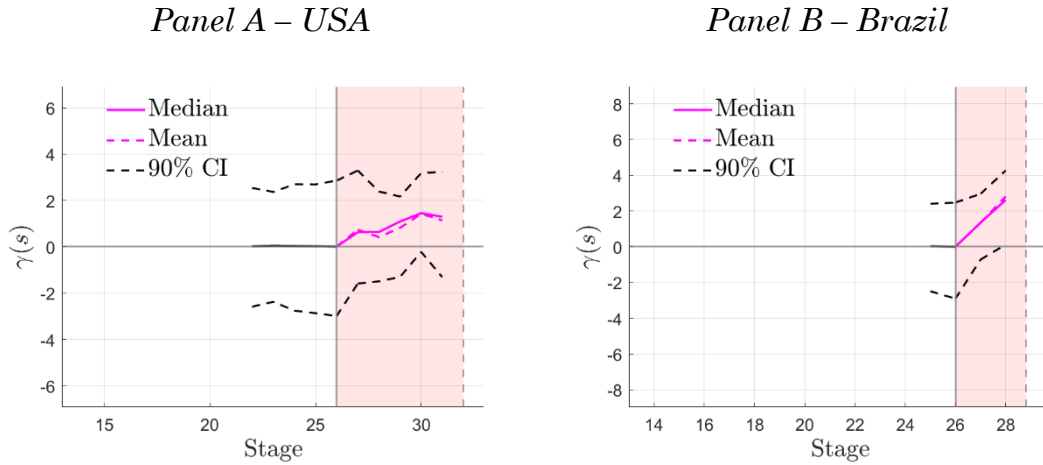 Panel A – USA
Panel B – Brazil
Median
Mean
90% CI
6
4
2
0
-2
-4
-6
γ(s)
15 20 25 30
Stage
Median
Mean
90% CI
8
6
4
2
0
-2
-4
-6
-8
γ(s)
14 16 18 20 22 24 26 28
Stage